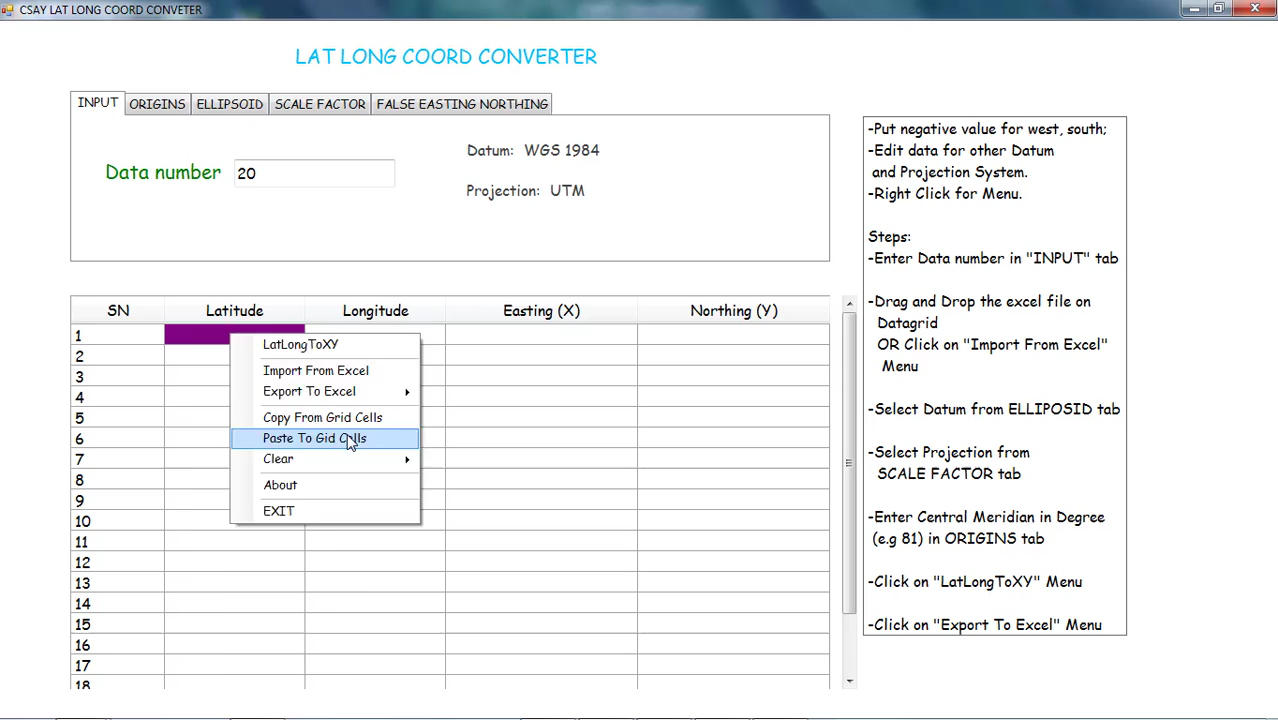 CSAY LAT LONG COORD CONVETER
LAT LONG COORD CONVERTER
INPUT ORIGINS ELLIPSOID SCALE FACTOR FALSE EASTING NORTHING
Data number 20
Datum: WGS 1984
Projection: UTM
SN Latitude Longitude Easting (X) Northing (Y)
1
2
3
4
5
6
7
8
9
10
11
12
13
14
15
16
17
18
LatLongToXY
Import From Excel
Export To Excel
Copy From Grid Cells
Paste To Gid Cells
Clear
About
EXIT
-Put negative value for west, south;
-Edit data for other Datum
and Projection System.
-Right Click for Menu.
Steps:
-Enter Data number in "INPUT" tab
-Drag and Drop the excel file on
Datagrid
OR Click on "Import From Excel"
Menu
-Select Datum from ELLIPOSID tab
-Select Projection from
SCALE FACTOR tab
-Enter Central Meridian in Degree
(e.g 81) in ORIGINS tab
-Click on "LatLongToXY" Menu
-Click on "Export To Excel" Menu